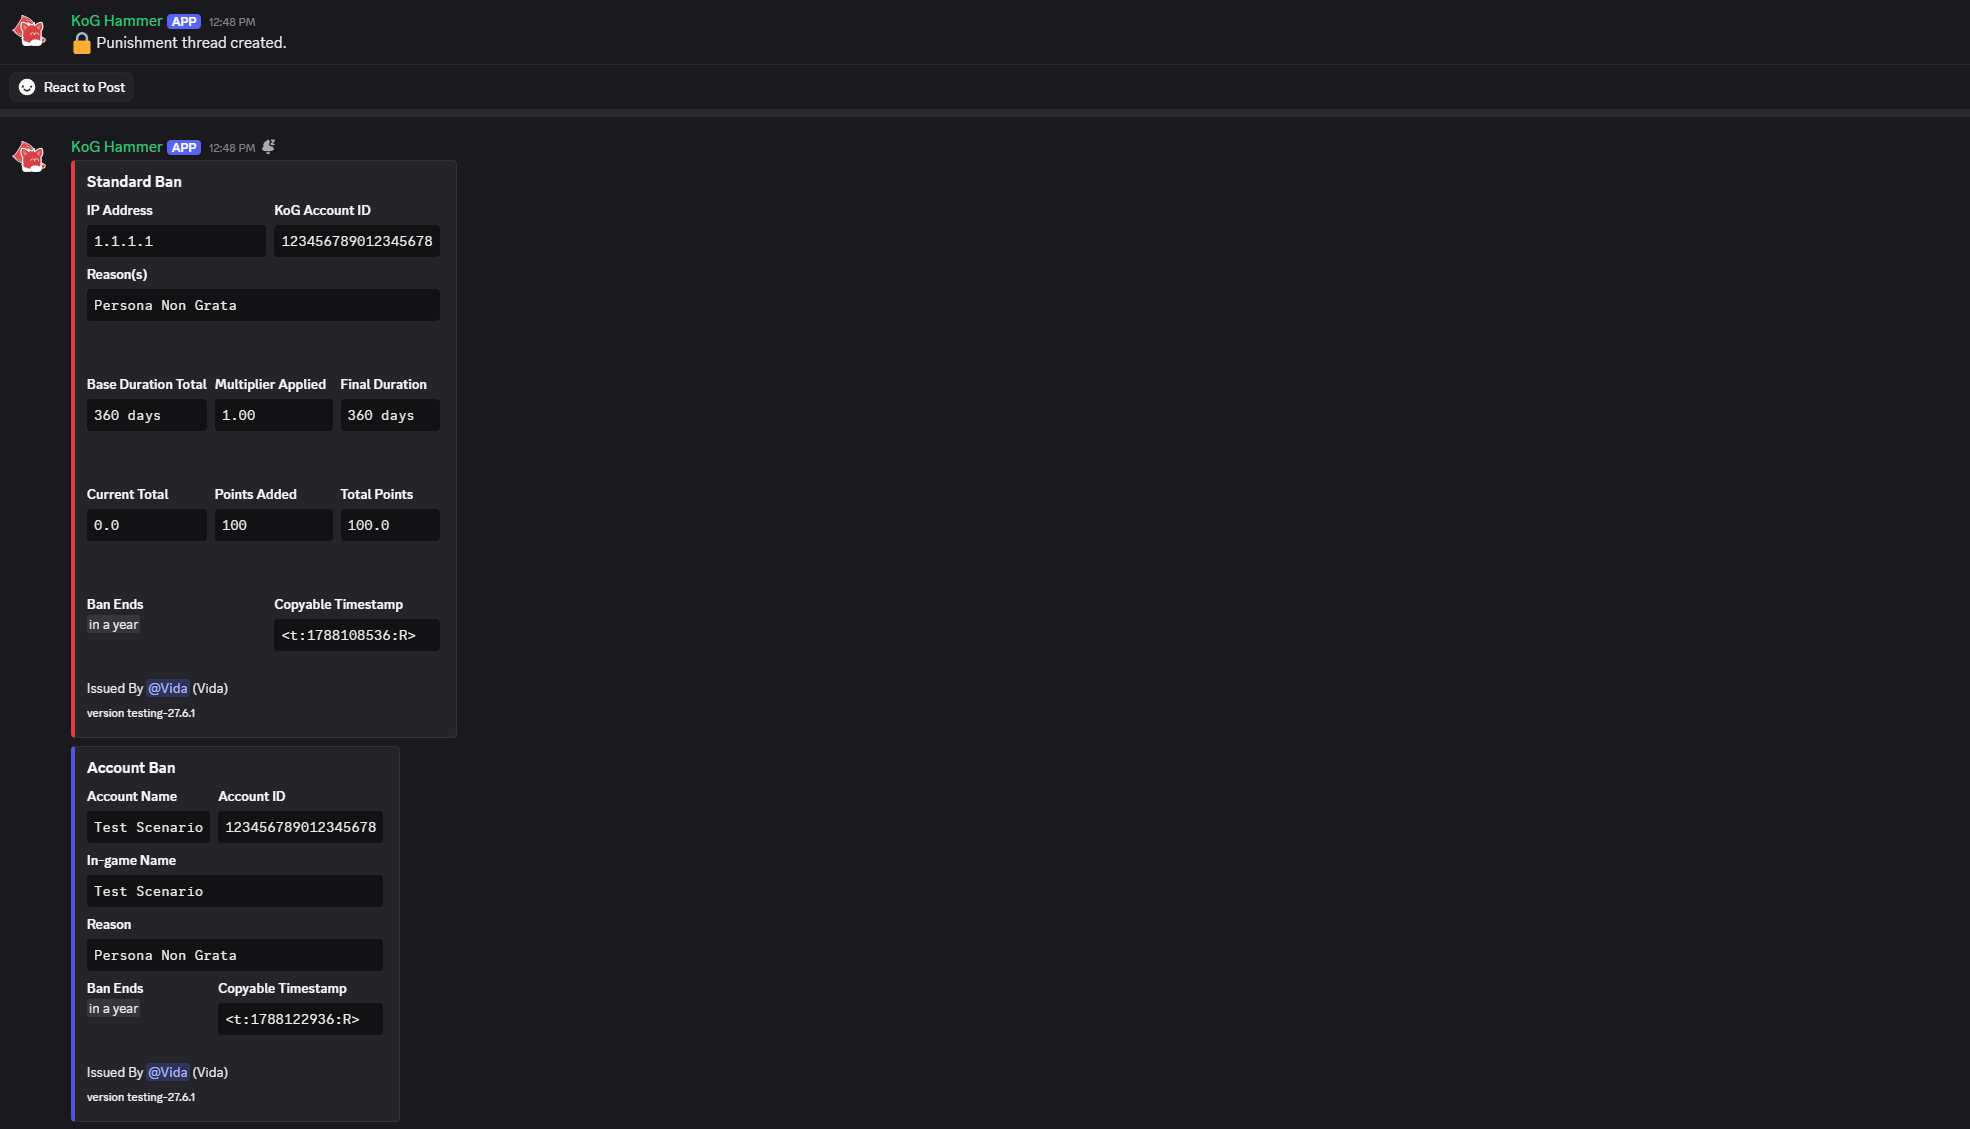 KoG Hammer APP 12:48 PM
Punishment thread created.
React to Post
KoG Hammer APP 12:48 PM
Standard Ban
IP Address KoG Account ID
1.1.1.1 123456789012345678
Reason(s)
Persona Non Grata
Base Duration Total Multiplier Applied Final Duration
360 days 1.00 360 days
Current Total Points Added Total Points
0.0 100 100.0
Ban Ends Copyable Timestamp
in a year <t:1788108536:R>
Issued By @Vida (Vida)
version testing-27.6.1
Account Ban
Account Name Account ID
Test Scenario 123456789012345678
In-game Name
Test Scenario
Reason
Persona Non Grata
Ban Ends Copyable Timestamp
in a year <t:1788122936:R>
Issued By @Vida (Vida)
version testing-27.6.1